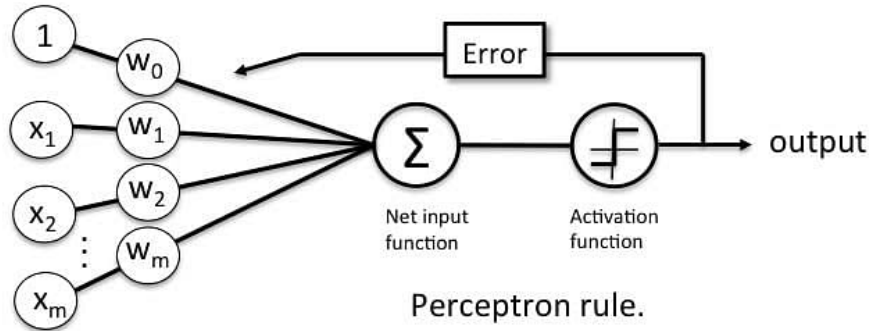 1
w0
Error
x1
w1
Σ
output
x2
w2
Net input
function
Activation
function
⋮
wm
xm
Perceptron rule.